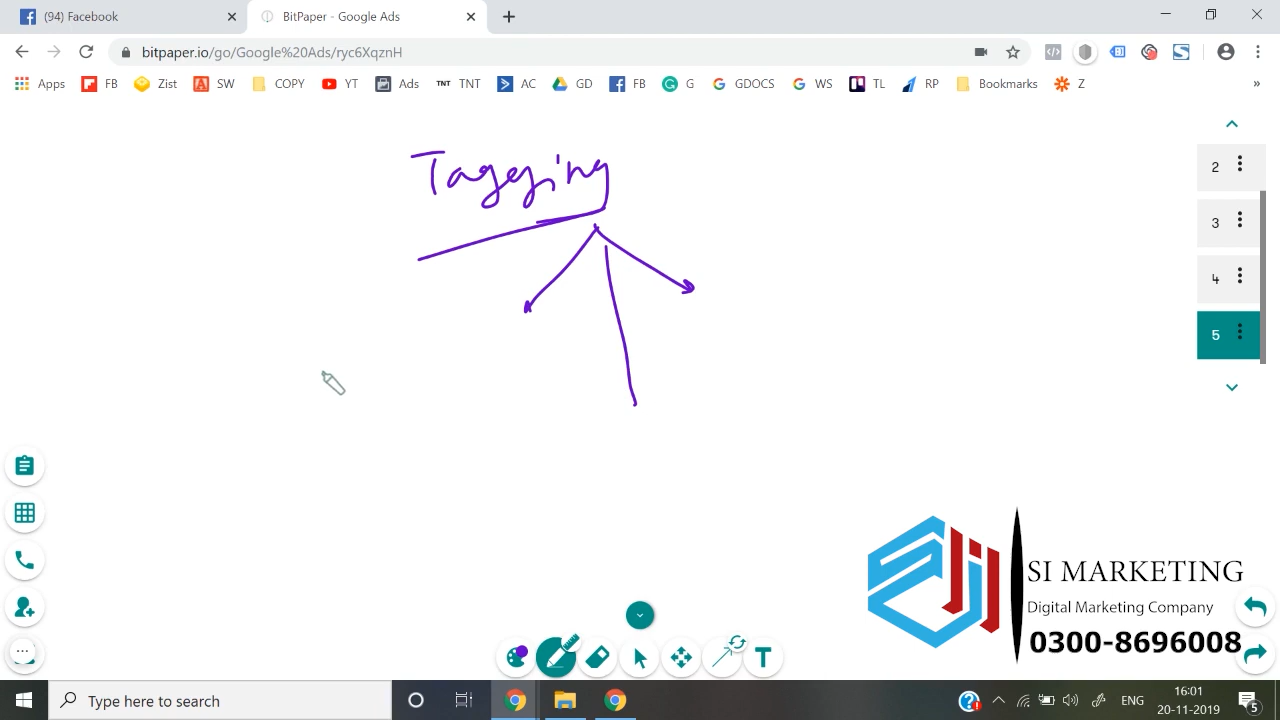 (94) Facebook
BitPaper - Google Ads
bitpaper.io/go/Google%20Ads/ryc6XqznH
Apps FB Zist SW COPY YT Ads TNT TNT AC GD FB G GDOCS WS TL RP Bookmarks Z »
Tagging
2
3
4
5
SI MARKETING
Digital Marketing Company
0300-8696008
T
Type here to search
ENG
16:01
20-11-2019
5